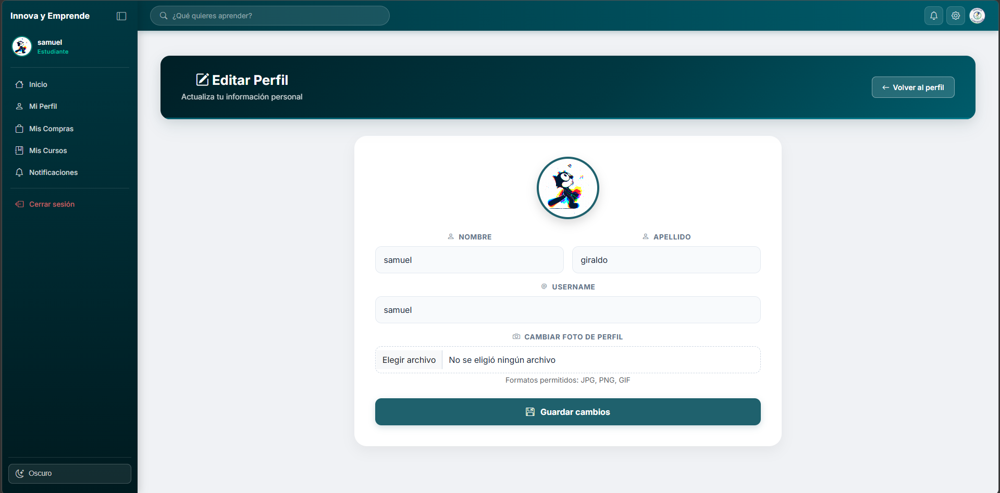 Innova y Emprende
¿Qué quieres aprender?
samuel
Estudiante
Inicio
Mi Perfil
Mis Compras
Mis Cursos
Notificaciones
Cerrar sesión
Oscuro
Editar Perfil
Actualiza tu información personal
← Volver al perfil
NOMBRE
APELLIDO
samuel
giraldo
@ USERNAME
samuel
CAMBIAR FOTO DE PERFIL
Elegir archivo No se eligió ningún archivo
Formatos permitidos: JPG, PNG, GIF
Guardar cambios